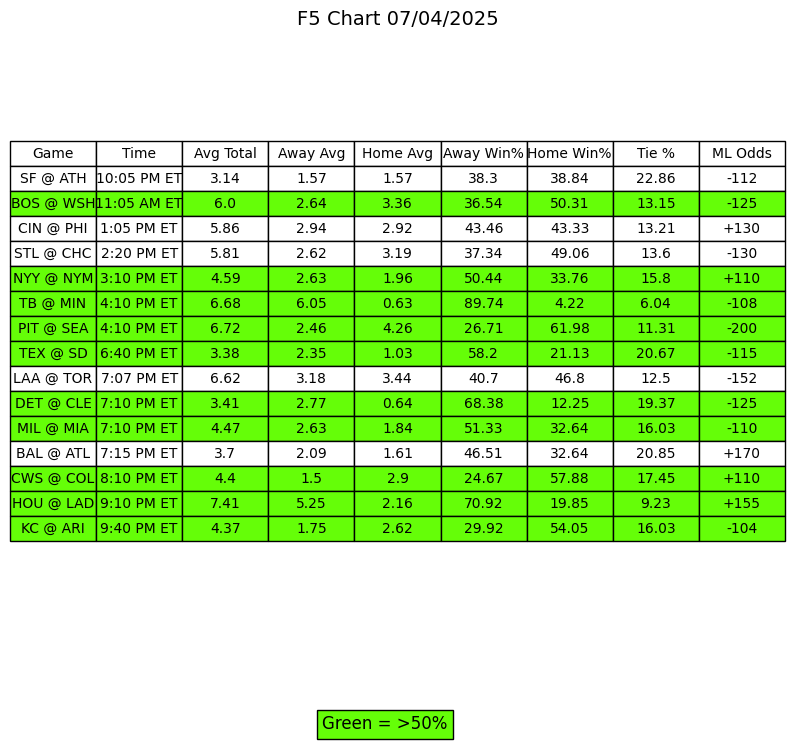 F5 Chart 07/04/2025
Game Time Avg Total Away Avg Home Avg Away Win% Home Win% Tie % ML Odds
SF @ ATH 10:05 PM ET 3.14 1.57 1.57 38.3 38.84 22.86 -112
BOS @ WSH 11:05 AM ET 6.0 2.64 3.36 36.54 50.31 13.15 -125
CIN @ PHI 1:05 PM ET 5.86 2.94 2.92 43.46 43.33 13.21 +130
STL @ CHC 2:20 PM ET 5.81 2.62 3.19 37.34 49.06 13.6 -130
NYY @ NYM 3:10 PM ET 4.59 2.63 1.96 50.44 33.76 15.8 +110
TB @ MIN 4:10 PM ET 6.68 6.05 0.63 89.74 4.22 6.04 -108
PIT @ SEA 4:10 PM ET 6.72 2.46 4.26 26.71 61.98 11.31 -200
TEX @ SD 6:40 PM ET 3.38 2.35 1.03 58.2 21.13 20.67 -115
LAA @ TOR 7:07 PM ET 6.62 3.18 3.44 40.7 46.8 12.5 -152
DET @ CLE 7:10 PM ET 3.41 2.77 0.64 68.38 12.25 19.37 -125
MIL @ MIA 7:10 PM ET 4.47 2.63 1.84 51.33 32.64 16.03 -110
BAL @ ATL 7:15 PM ET 3.7 2.09 1.61 46.51 32.64 20.85 +170
CWS @ COL 8:10 PM ET 4.4 1.5 2.9 24.67 57.88 17.45 +110
HOU @ LAD 9:10 PM ET 7.41 5.25 2.16 70.92 19.85 9.23 +155
KC @ ARI 9:40 PM ET 4.37 1.75 2.62 29.92 54.05 16.03 -104
Green = >50%